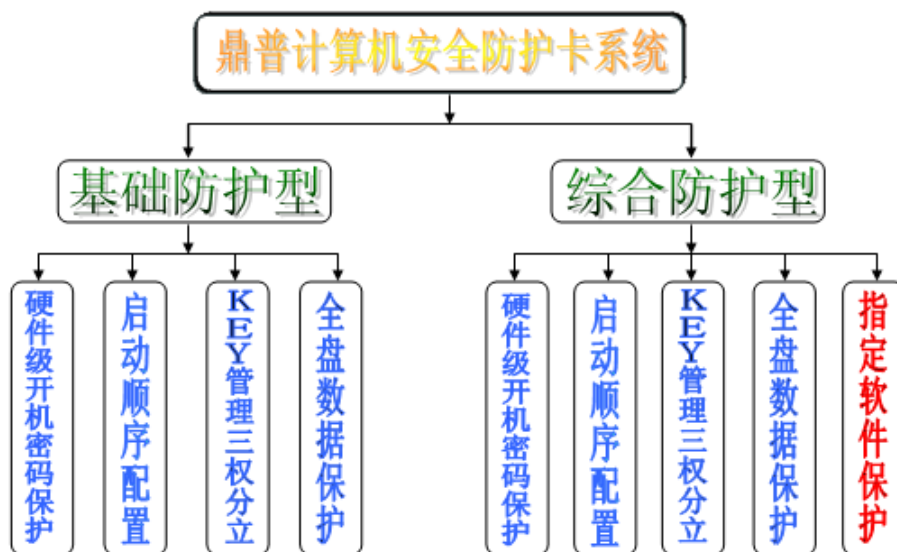 鼎普计算机安全防护卡系统
基础防护型
综合防护型
硬件级开机密码保护
启动顺序配置
KEY管理三权分立
全盘数据保护
硬件级开机密码保护
启动顺序配置
KEY管理三权分立
全盘数据保护
指定软件保护